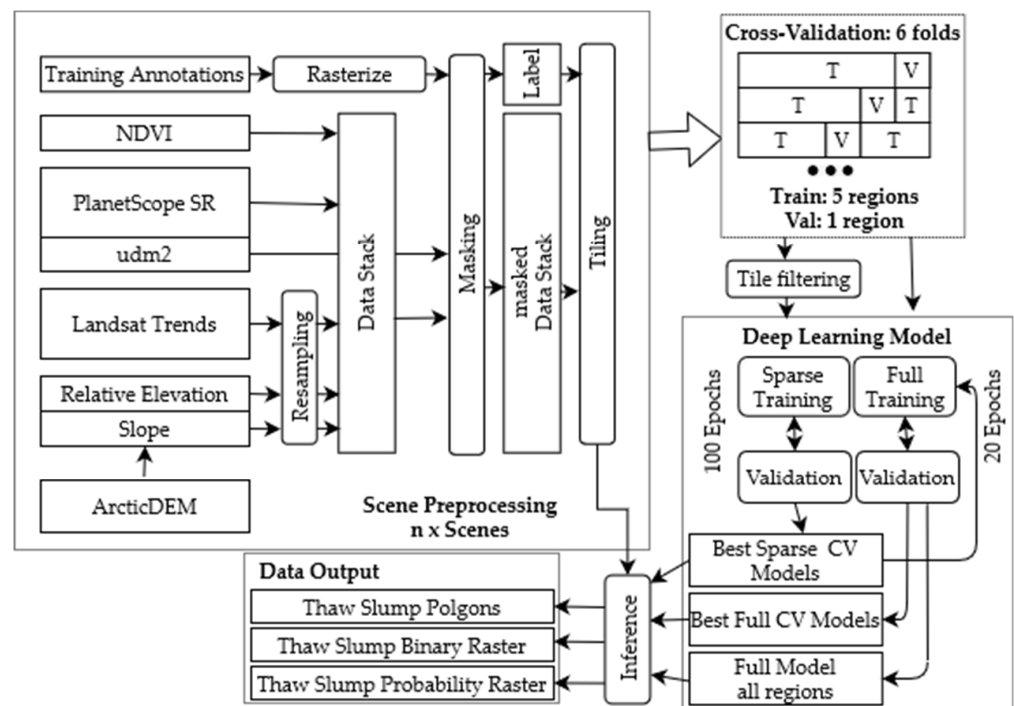 Training Annotations
Rasterize
NDVI
PlanetScope SR
udm2
Landsat Trends
Relative Elevation
Slope
ArcticDEM
Resampling
Data Stack
Masking
Label
masked
Data Stack
Tiling
Scene Preprocessing
n x Scenes
Cross-Validation: 6 folds
T V
T V T
T V T
Train: 5 regions
Val: 1 region
Tile filtering
Deep Learning Model
100 Epochs
Sparse
Training
Full
Training
20 Epochs
Validation
Validation
Best Sparse CV
Models
Best Full CV Models
Full Model
all regions
Inference
Data Output
Thaw Slump Polgons
Thaw Slump Binary Raster
Thaw Slump Probability Raster